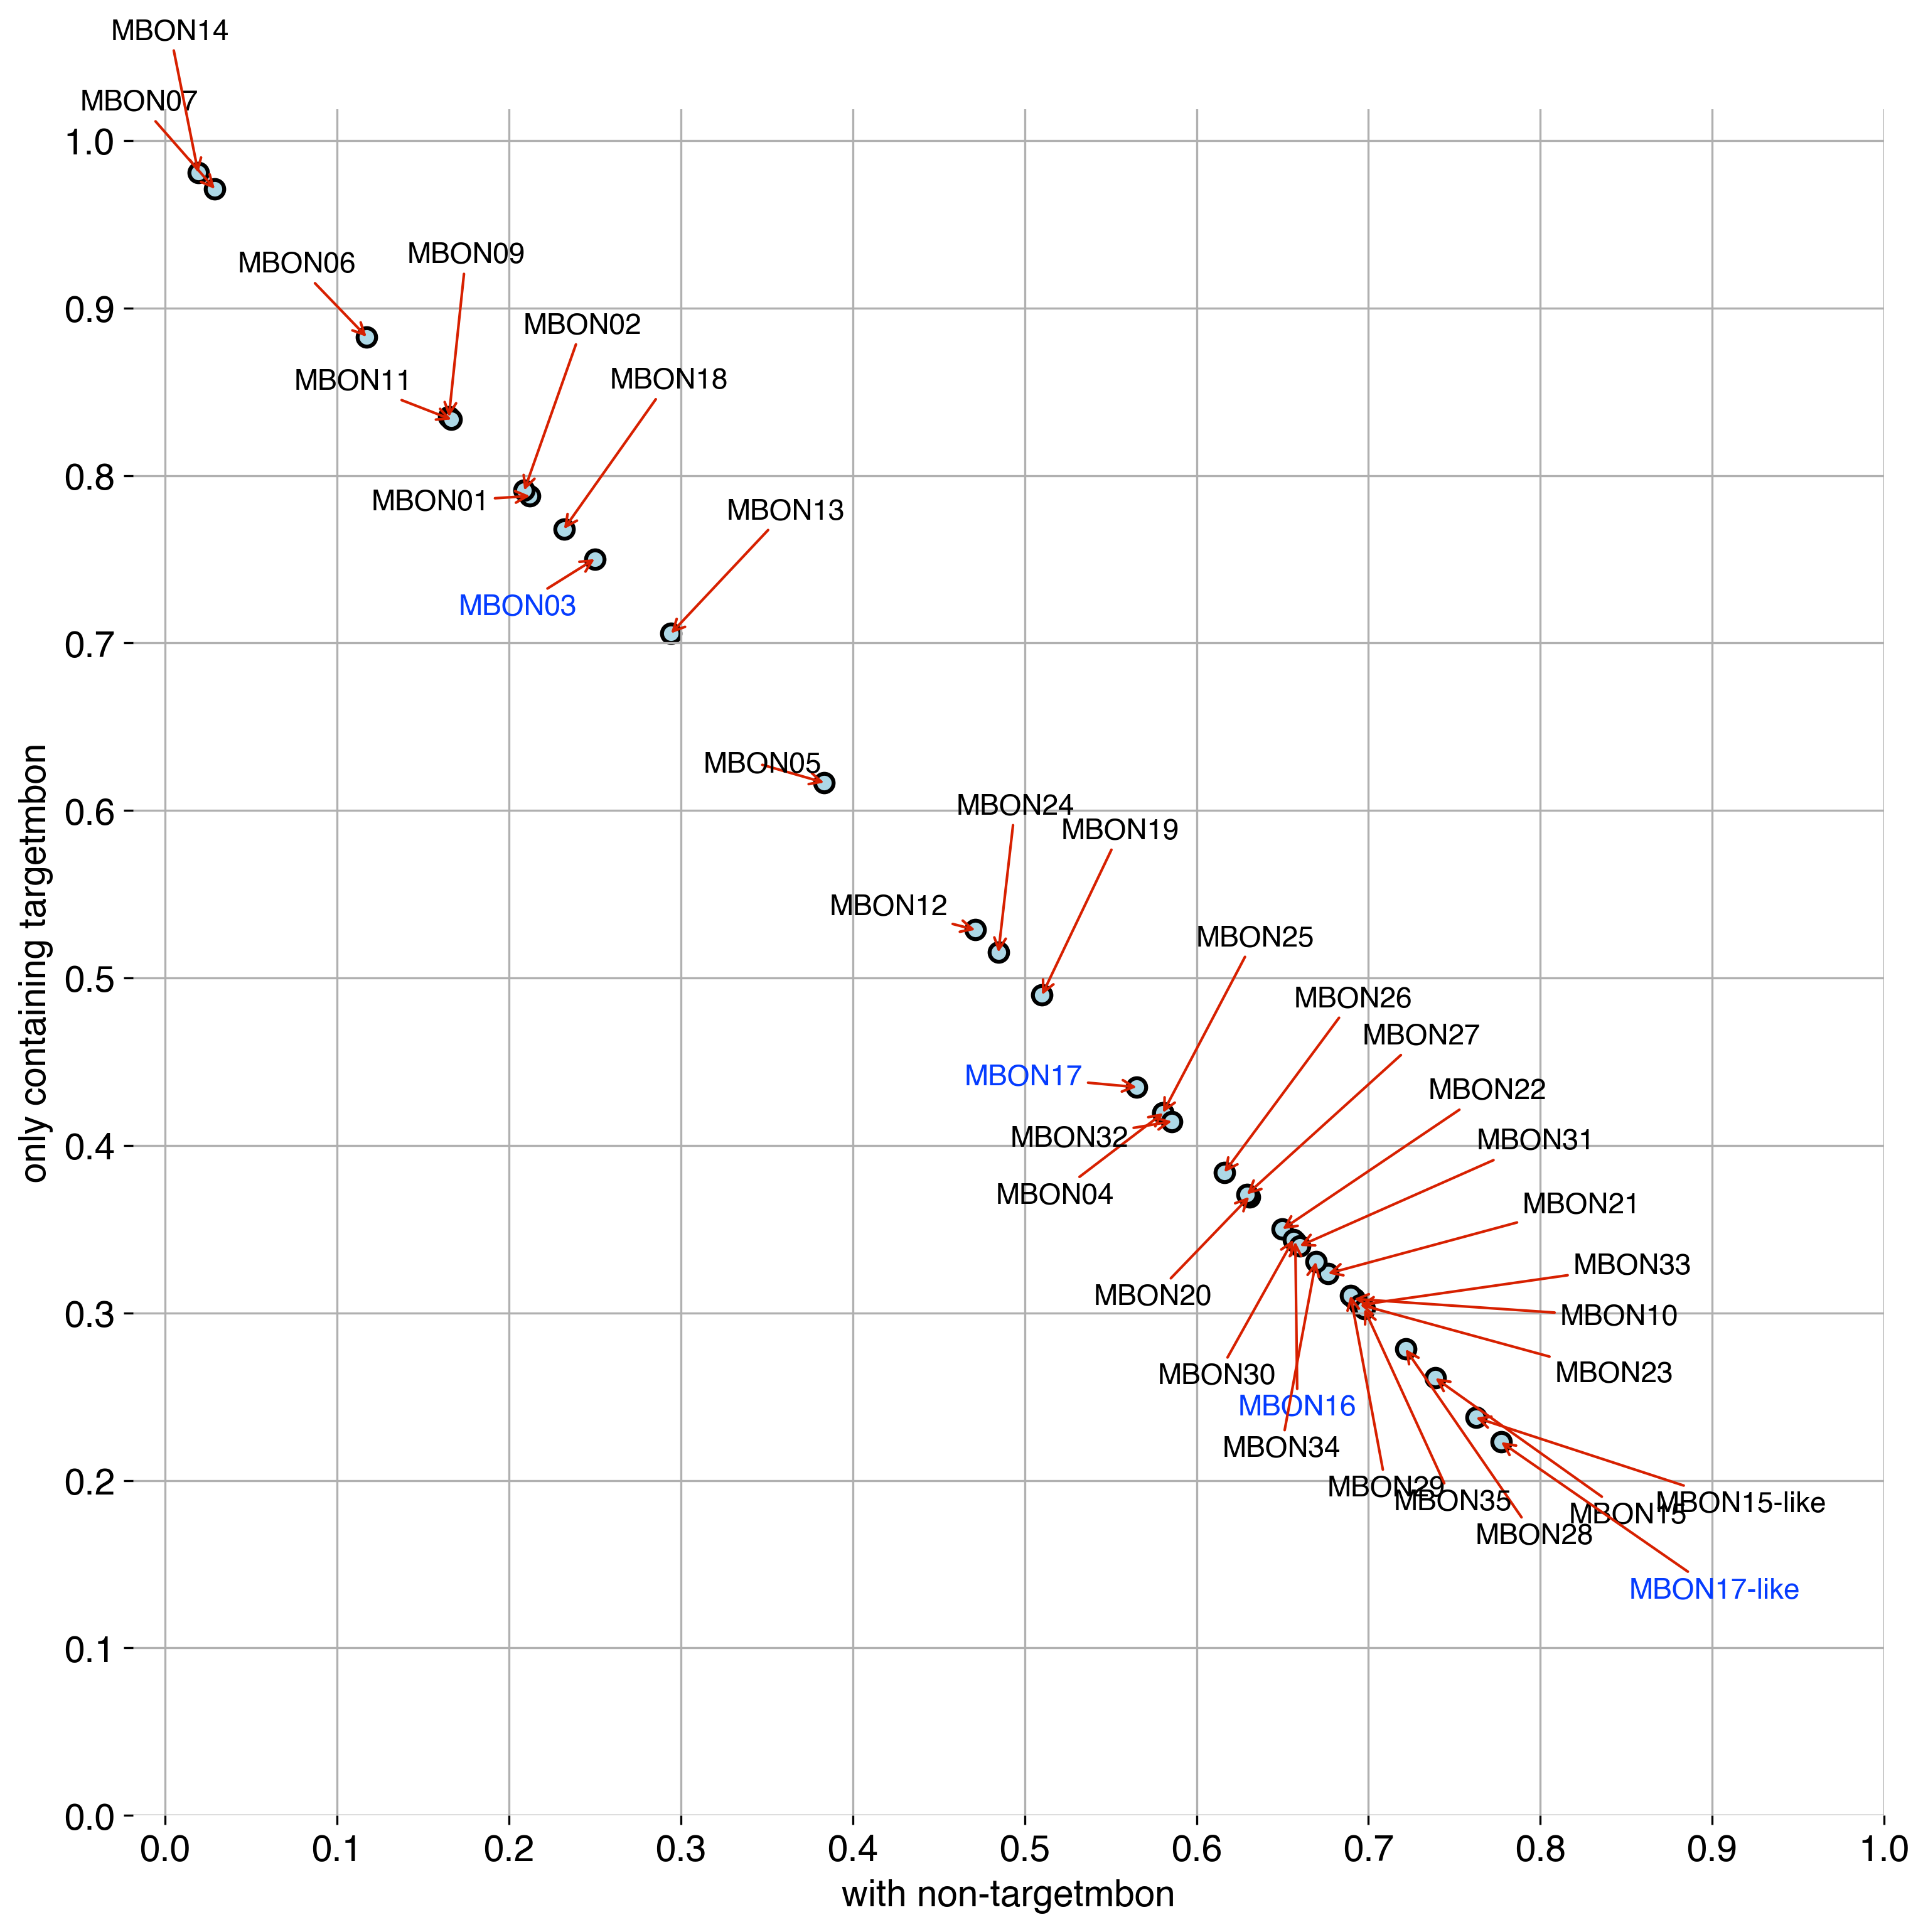 MBON14
MBON07
1.0
MBON09
MBON06
0.9
MBON02
MBON11
MBON18
0.8
MBON01
MBON13
MBON03
0.7
MBON05
MBON24
0.6
MBON19
MBON12
MBON25
0.5
MBON26
MBON27
MBON17
MBON22
MBON32
MBON31
0.4
MBON04
MBON21
MBON33
MBON20
MBON10
0.3
MBON30
MBON23
MBON16
MBON34
MBON29
0.2
MBON35
MBON15-like
MBON15
MBON28
MBON17-like
0.1
0.0
only containing targetmbon
0.0 0.1 0.2 0.3 0.4 0.5 0.6 0.7 0.8 0.9 1.0
with non-targetmbon